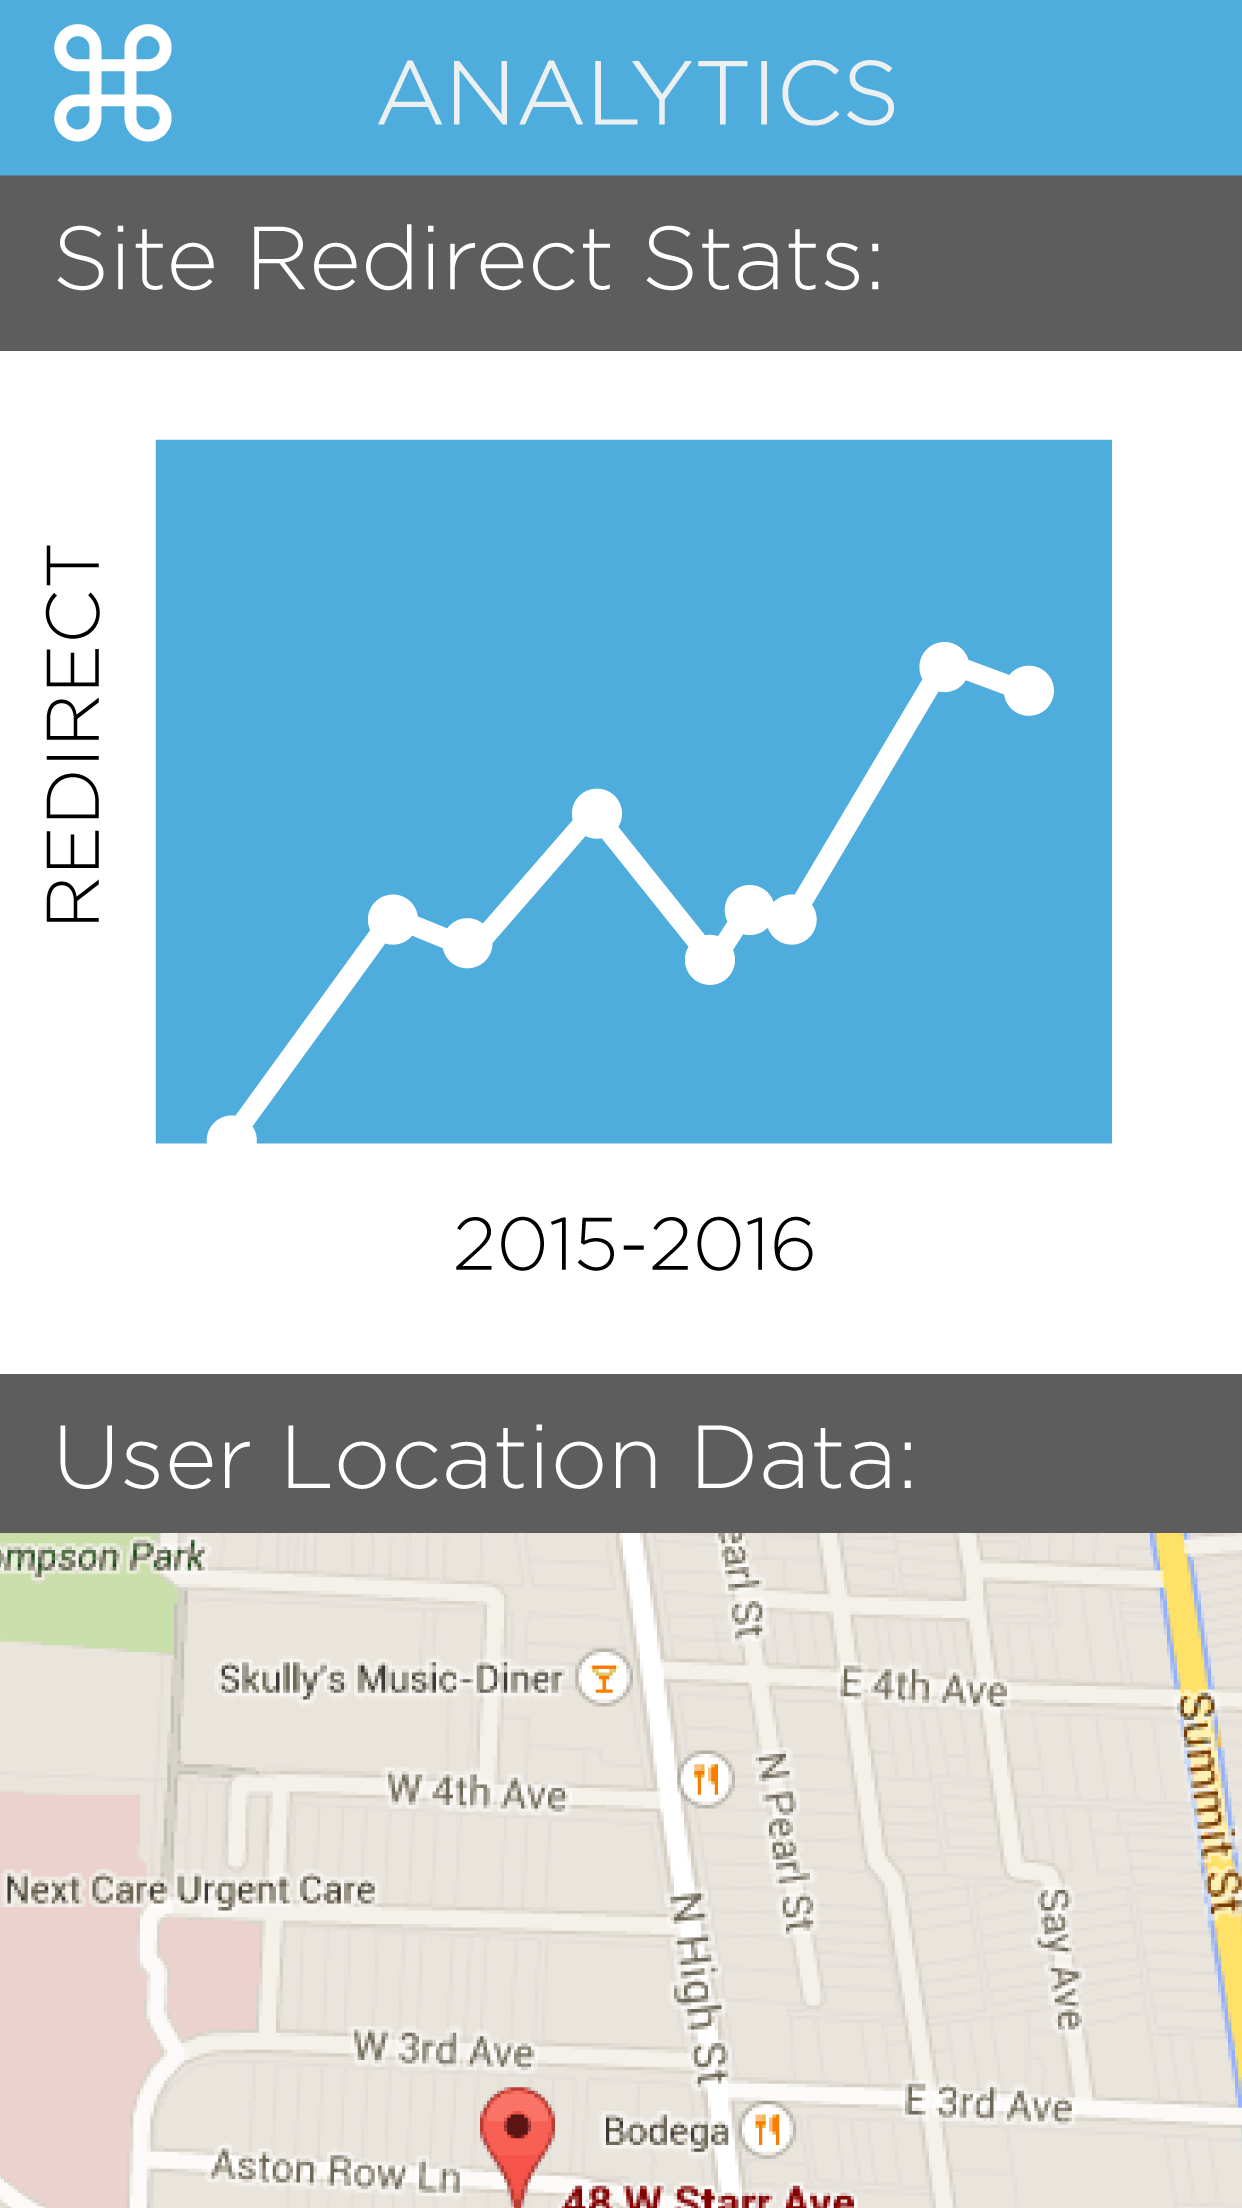 ANALYTICS
Site Redirect Stats:
REDIRECT
2015-2016
User Location Data:
mpson Park
earl St
Skully's Music-Diner
E 4th Ave
Summit St
W 4th Ave
N Pearl St
Next Care Urgent Care
N High St
Say Ave
W 3rd Ave
E 3rd Ave
Bodega
Aston Row Ln
48 W Starr Ave